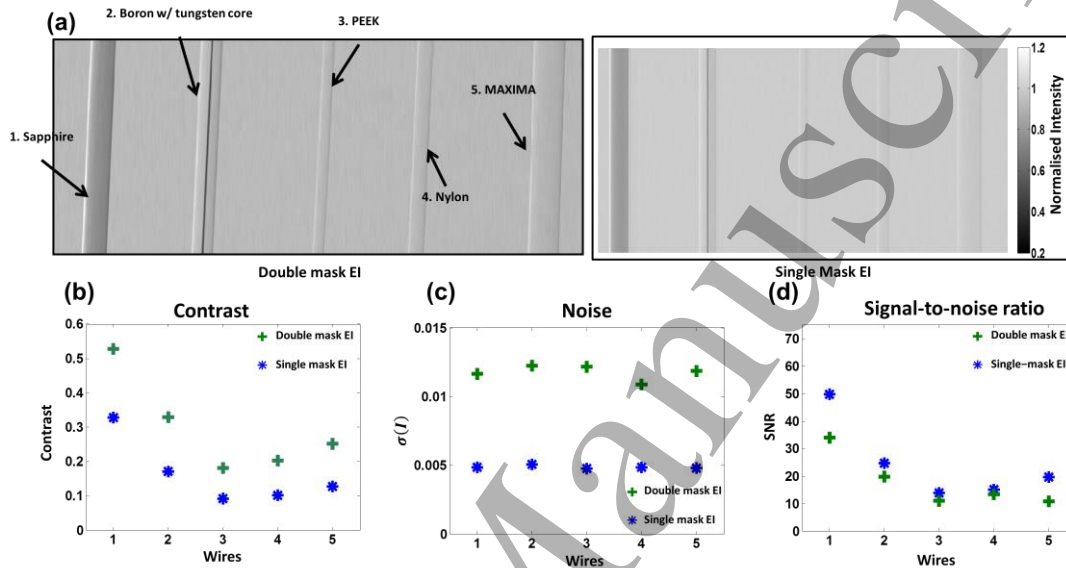 (a)
2. Boron w/ tungsten core
3. PEEK
5. MAXIMA
1. Sapphire
4. Nylon
Double mask EI
Single Mask EI
1.2
1
0.8
0.6
0.4
0.2
Normalised Intensity
(b)
Contrast
Double mask EI
Single mask EI
0.6
0.5
0.4
0.3
0.2
0.1
0
Contrast
1 2 3 4 5
Wires
(c)
Noise
0.015
0.01
0.005
0
σ(I)
Double mask EI
Single mask EI
1 2 3 4 5
Wires
(d)
Signal-to-noise ratio
Double mask E
Single-mask EI
70
60
50
40
30
20
10
0
SNR
1 2 3 4 5
Wires
Manuscri